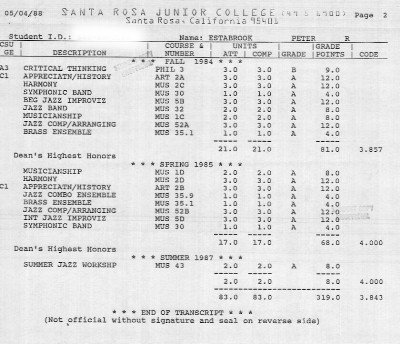 05/04/88 SANTA ROSA JUNIOR COLLEGE Page 2
Santa Rosa, California 95401
Student I.D.: Name: ESTABROOK PETER R
CSU COURSE & UNITS GRADE
GE DESCRIPTION NUMBER ATT COMP GRADE POINTS CODE
* * * FALL 1984 * * *
A3 CRITICAL THINKING PHIL 3 3.0 3.0 B 9.0
C1 APPRECIATN/HISTORY ART 2A 3.0 3.0 A 12.0
HARMONY MUS 2C 3.0 3.0 A 12.0
SYMPHONIC BAND MUS 30 1.0 1.0 A 4.0
BEG JAZZ IMPROVIZ MUS 5B 3.0 3.0 A 12.0
JAZZ BAND MUS 32 2.0 2.0 A 8.0
MUSICIANSHIP MUS 1C 2.0 2.0 A 8.0
JAZZ COMP/ARRANGING MUS 52A 3.0 3.0 A 12.0
BRASS ENSEMBLE MUS 35.1 1.0 1.0 A 4.0
21.0 21.0 81.0 3.857
Dean's Highest Honors
* * * SPRING 1985 * * *
MUSICIANSHIP MUS 1D 2.0 2.0 A 8.0
HARMONY MUS 2D 3.0 3.0 A 12.0
C1 APPRECIATN/HISTORY ART 2B 3.0 3.0 A 12.0
JAZZ COMBO ENSEMBLE MUS 35.9 1.0 1.0 A 4.0
BRASS ENSEMBLE MUS 35.1 1.0 1.0 A 4.0
JAZZ COMP/ARRANGING MUS 52B 3.0 3.0 A 12.0
INT JAZZ IMPROVIZ MUS 5D 3.0 3.0 A 12.0
SYMPHONIC BAND MUS 30 1.0 1.0 A 4.0
17.0 17.0 68.0 4.000
Dean's Highest Honors
* * * SUMMER 1987 * * *
SUMMER JAZZ WORKSHP MUS 43 2.0 2.0 A 8.0
2.0 2.0 8.0 4.000
83.0 83.0 319.0 3.843
* * * END OF TRANSCRIPT * * *
(Not official without signature and seal on reverse side)